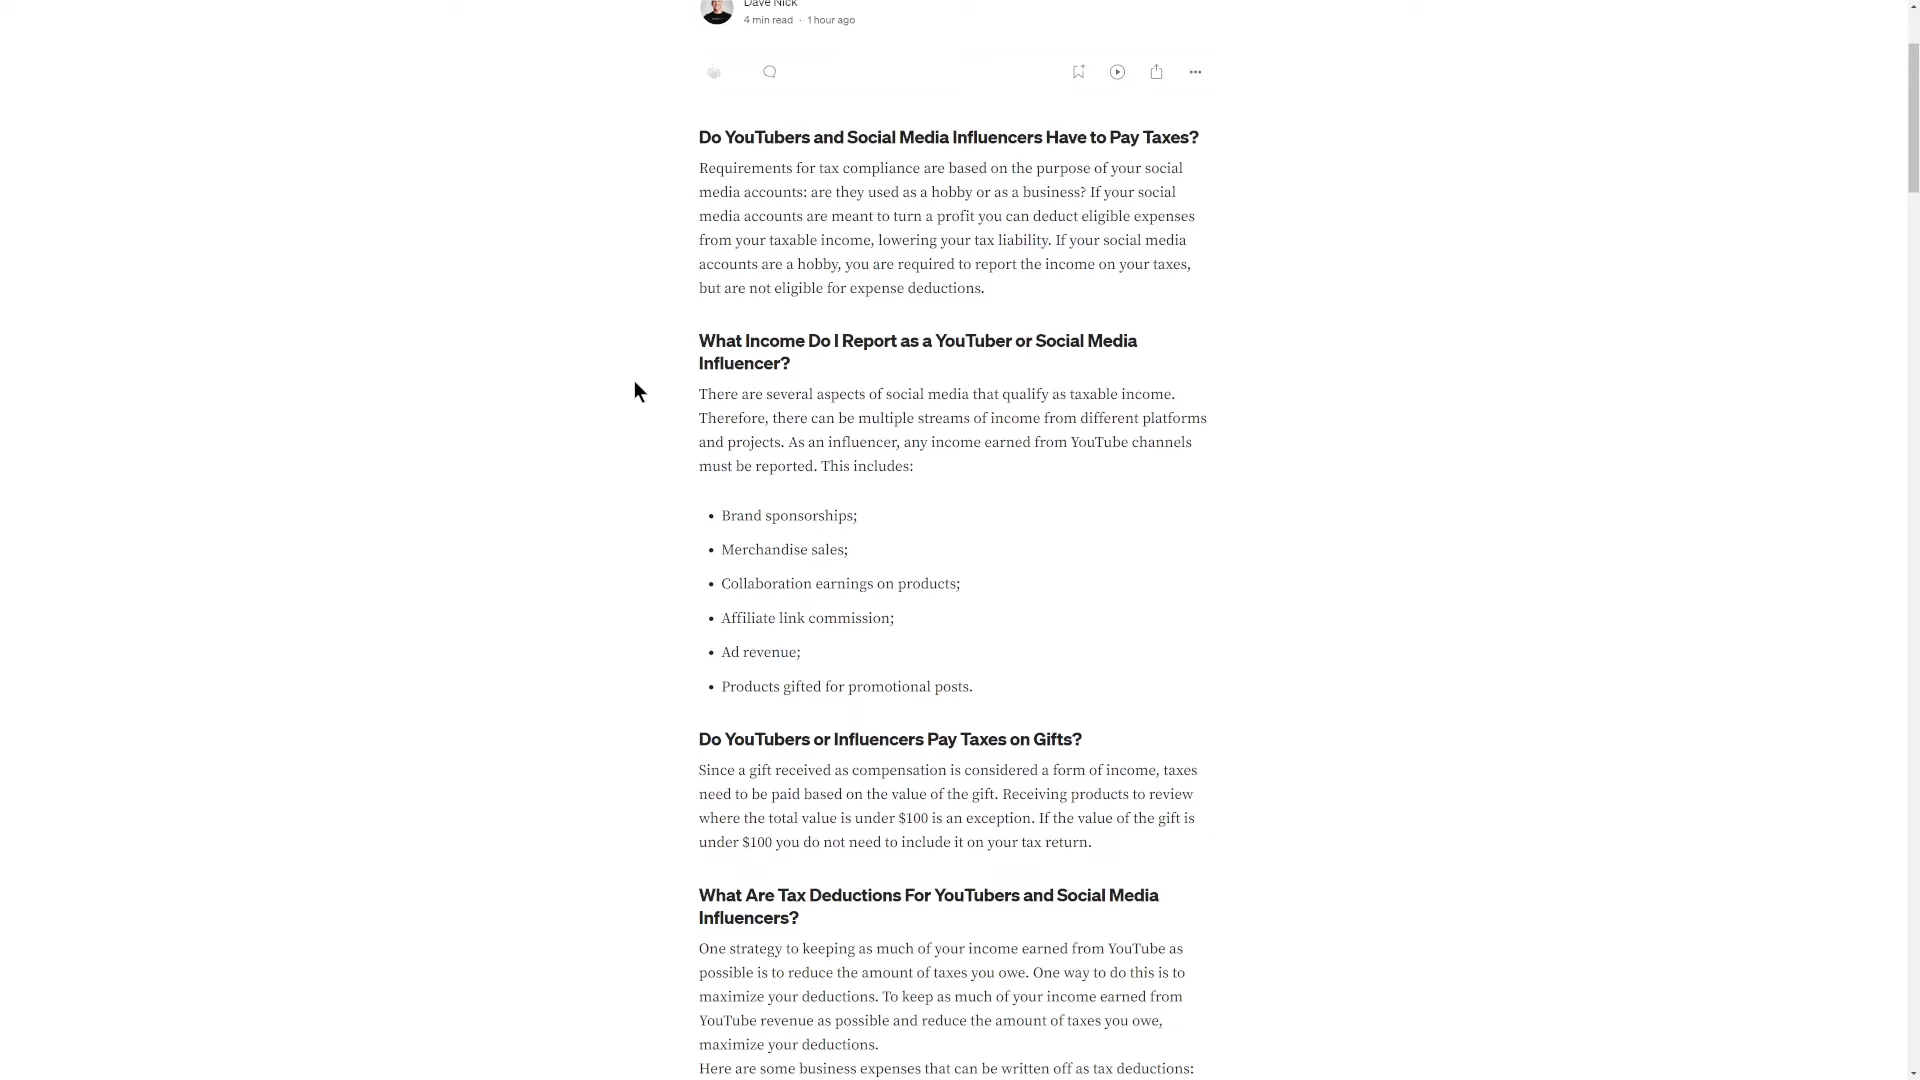 Dave Nick
4 min read · 1 hour ago
Do YouTubers and Social Media Influencers Have to Pay Taxes?
Requirements for tax compliance are based on the purpose of your social
media accounts: are they used as a hobby or as a business? If your social
media accounts are meant to turn a profit you can deduct eligible expenses
from your taxable income, lowering your tax liability. If your social media
accounts are a hobby, you are required to report the income on your taxes,
but are not eligible for expense deductions.
What Income Do I Report as a YouTuber or Social Media
Influencer?
There are several aspects of social media that qualify as taxable income.
Therefore, there can be multiple streams of income from different platforms
and projects. As an influencer, any income earned from YouTube channels
must be reported. This includes:
• Brand sponsorships;
• Merchandise sales;
• Collaboration earnings on products;
• Affiliate link commission;
• Ad revenue;
• Products gifted for promotional posts.
Do YouTubers or Influencers Pay Taxes on Gifts?
Since a gift received as compensation is considered a form of income, taxes
need to be paid based on the value of the gift. Receiving products to review
where the total value is under $100 is an exception. If the value of the gift is
under $100 you do not need to include it on your tax return.
What Are Tax Deductions For YouTubers and Social Media
Influencers?
One strategy to keeping as much of your income earned from YouTube as
possible is to reduce the amount of taxes you owe. One way to do this is to
maximize your deductions. To keep as much of your income earned from
YouTube revenue as possible and reduce the amount of taxes you owe,
maximize your deductions.
Here are some business expenses that can be written off as tax deductions: